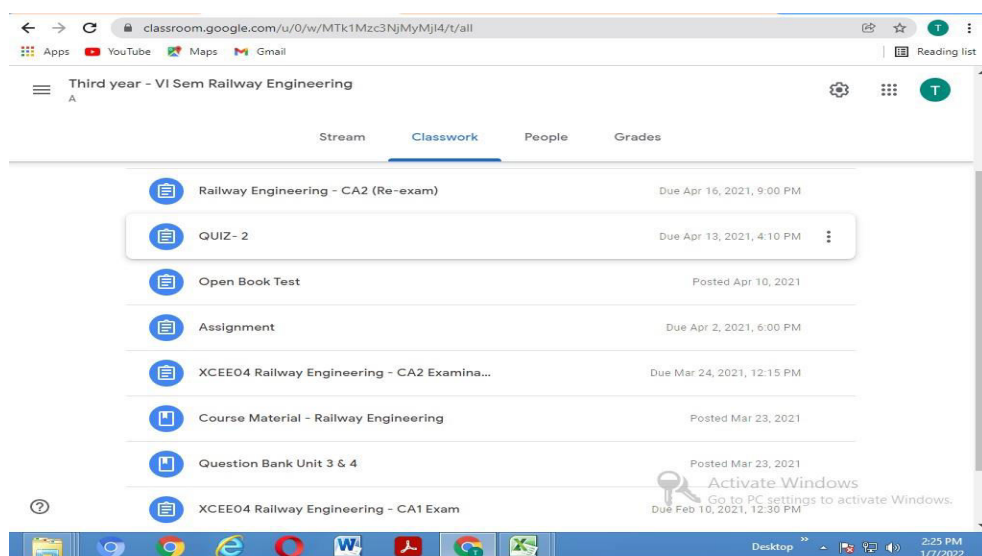 classroom.google.com/u/0/w/MTk1Mzc3NjMyMjI4/t/all
T
Apps YouTube Maps Gmail Reading list
Third year - VI Sem Railway Engineering
A
T
Stream Classwork People Grades
Railway Engineering - CA2 (Re-exam) Due Apr 16, 2021, 9:00 PM
QUIZ- 2 Due Apr 13, 2021, 4:10 PM
Open Book Test Posted Apr 10, 2021
Assignment Due Apr 2, 2021, 6:00 PM
XCEE04 Railway Engineering - CA2 Examina... Due Mar 24, 2021, 12:15 PM
Course Material - Railway Engineering Posted Mar 23, 2021
Question Bank Unit 3 & 4 Posted Mar 23, 2021
Activate Windows
Go to PC settings to activate Windows.
XCEE04 Railway Engineering - CA1 Exam Due Feb 10, 2021, 12:30 PM
Desktop 2:25 PM
1/7/2022